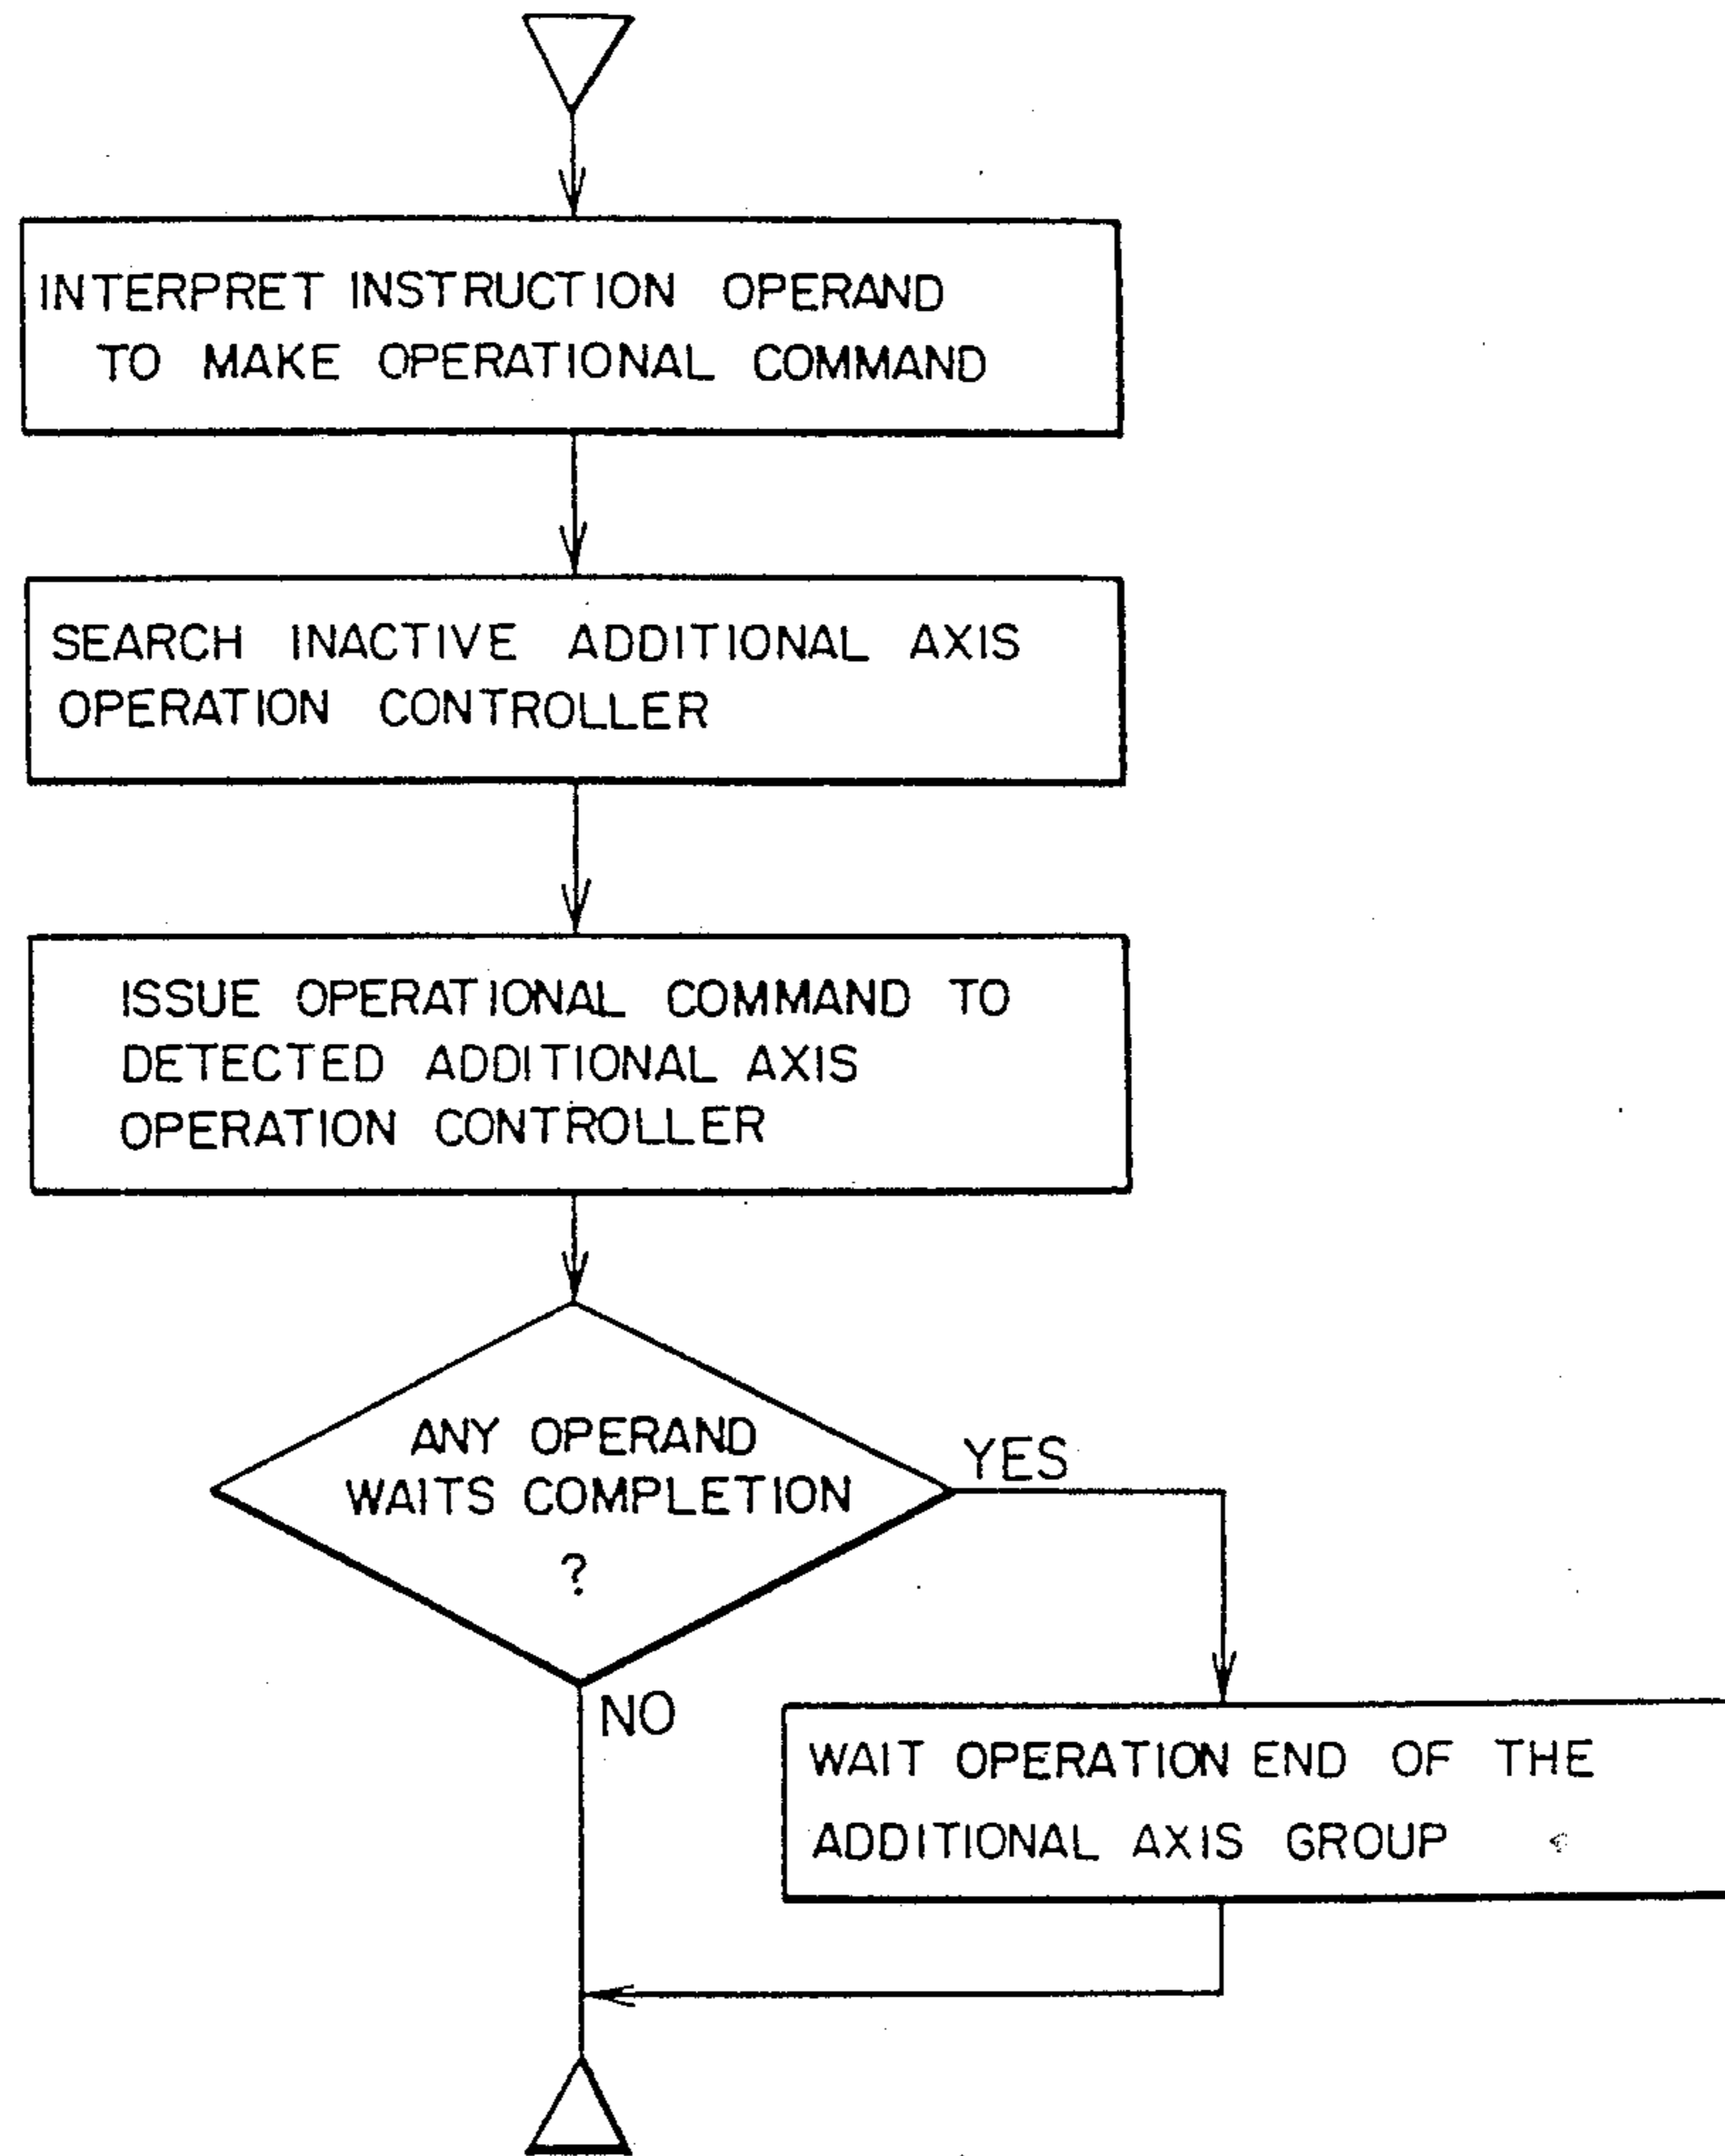 INTERPRET INSTRUCTION OPERAND
TO MAKE OPERATIONAL COMMAND
SEARCH INACTIVE ADDITIONAL AXIS
OPERATION CONTROLLER
ISSUE OPERATIONAL COMMAND TO
DETECTED ADDITIONAL AXIS
OPERATION CONTROLLER
ANY OPERAND
WAITS COMPLETION
?
YES
NO
WAIT OPERATION END OF THE
ADDITIONAL AXIS GROUP